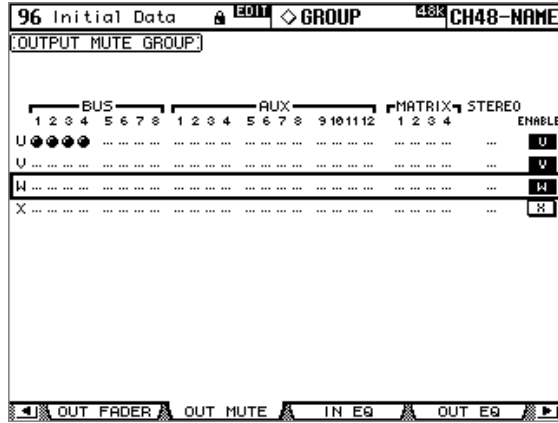 96 Initial Data EDIT GROUP 48K CH48-NAME
OUTPUT MUTE GROUP
BUS AUX MATRIX STEREO
1 2 3 4 5 6 7 8 1 2 3 4 5 6 7 8 9 10 11 12 1 2 3 4 ENABLE
U U
V V
W W
X X
OUT FADER OUT MUTE IN EQ OUT EQ